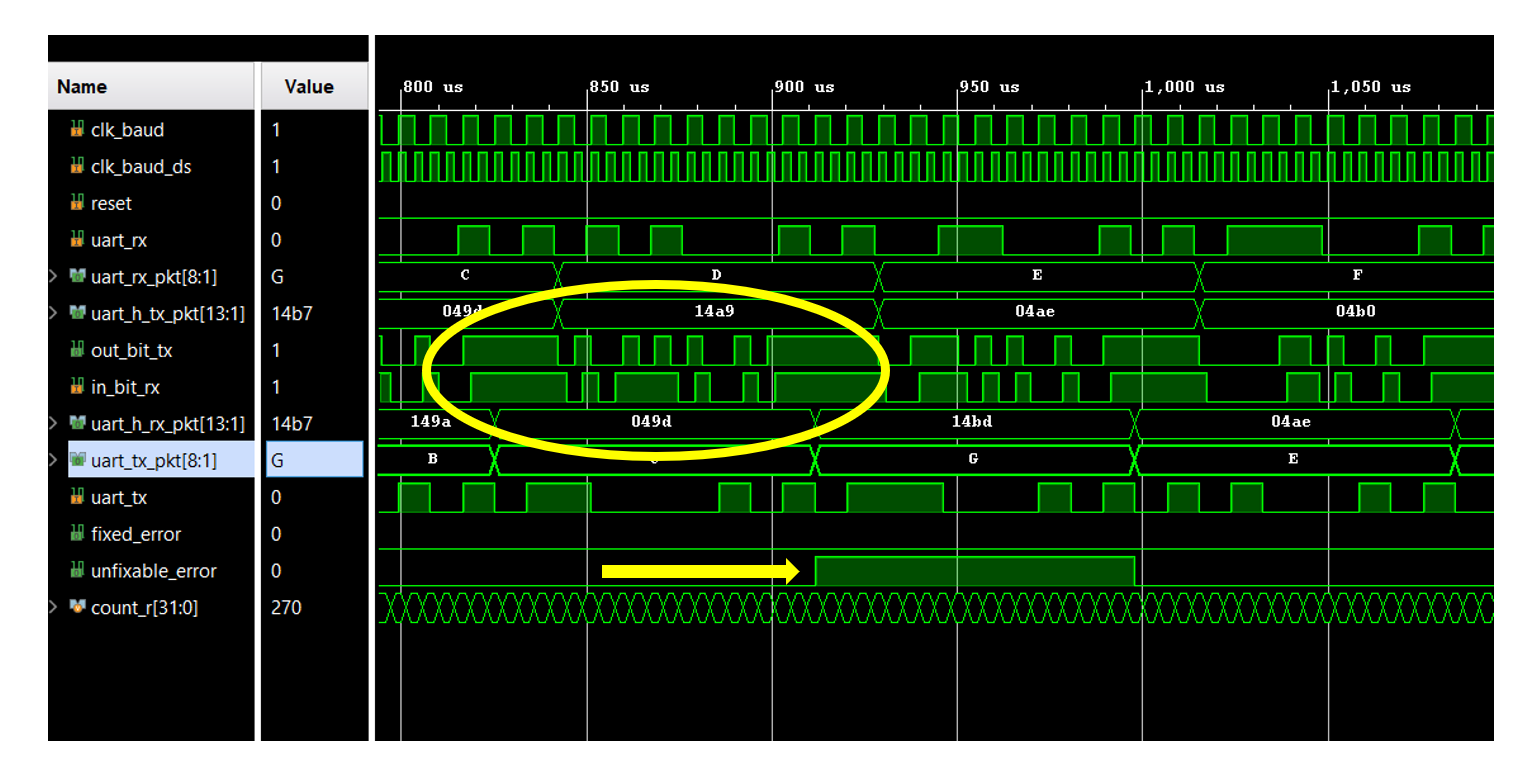 Name Value 800 us 850 us 900 us 950 us 1,000 us 1,050 us
clk_baud 1
clk_baud_ds 1
reset 0
uart_rx 0
uart_rx_pkt[8:1] G C D E F
uart_h_tx_pkt[13:1] 14b7 049d 14a9 04ae 04b0
out_bit_tx 1
in_bit_rx 1
uart_h_rx_pkt[13:1] 14b7 149a 049d 14bd 04ae
uart_tx_pkt[8:1] G B G E
uart_tx 0
fixed_error 0
unfixable_error 0
count_r[31:0] 270